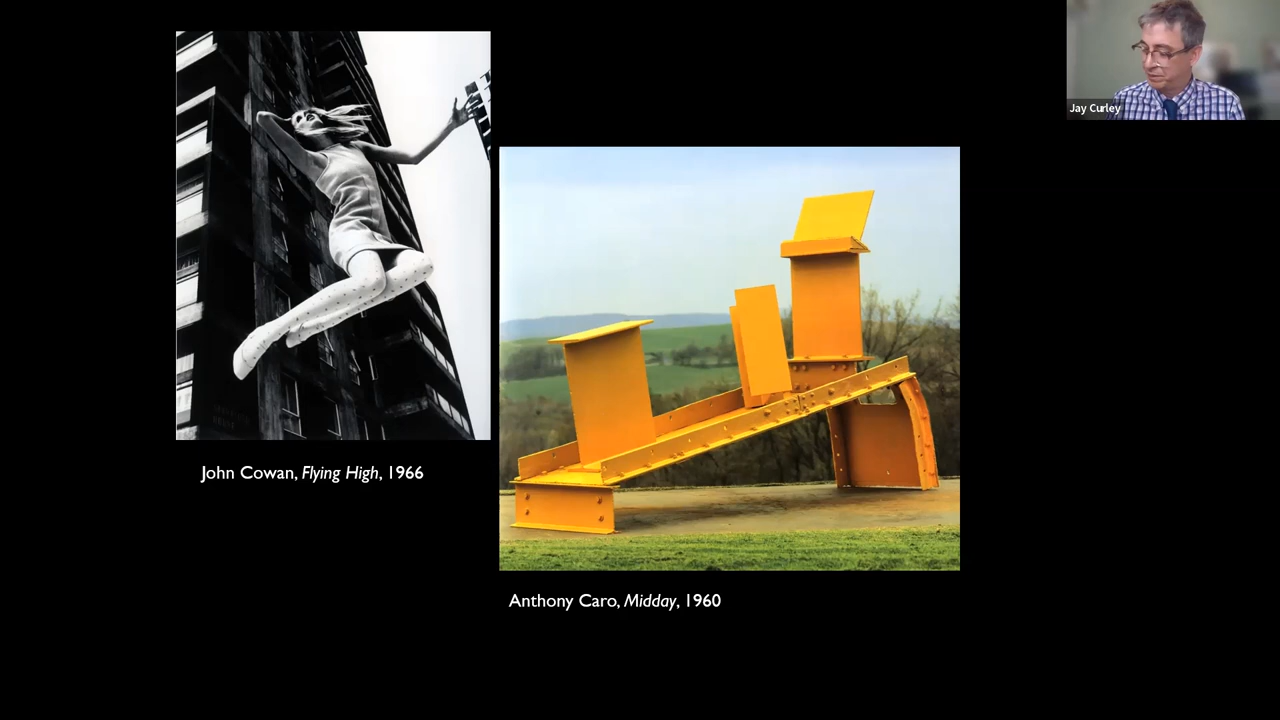 Jay Curley
John Cowan, Flying High, 1966
Anthony Caro, Midday, 1960